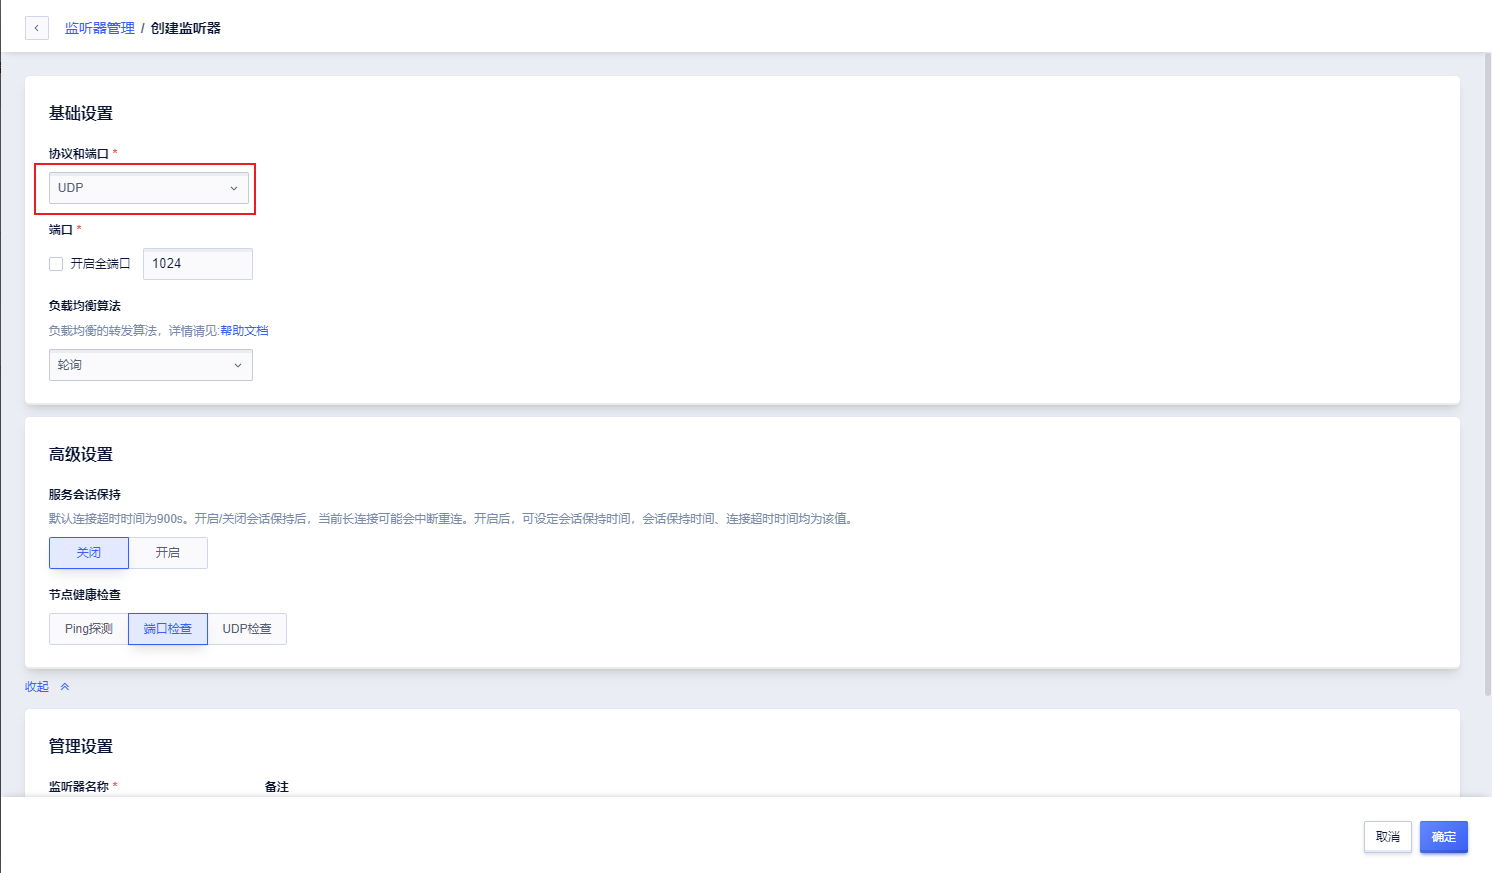 监听器管理 / 创建监听器
基础设置
协议和端口 *
UDP
端口 *
开启全端口 1024
负载均衡算法
负载均衡的转发算法，详情请见:帮助文档
轮询
高级设置
服务会话保持
默认连接超时时间为900s。开启/关闭会话保持后，当前长连接可能会中断重连。开启后，可设定会话保持时间，会话保持时间、连接超时时间均为该值。
关闭 开启
节点健康检查
Ping探测 端口检查 UDP检查
收起
管理设置
监听器名称 * 备注
取消 确定